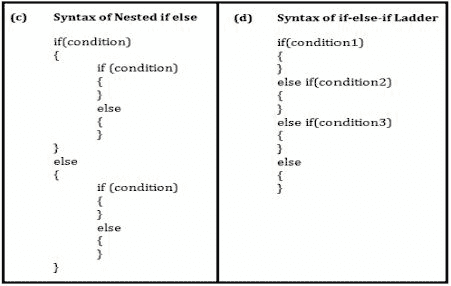 (c) Syntax of Nested if else
if(condition)
{
if (condition)
{
}
else
{
}
}
else
{
if (condition)
{
}
else
{
}
}
(d) Syntax of if-else-if Ladder
if(condition1)
{
}
else if(condition2)
{
}
else if(condition3)
{
}
else
{
}